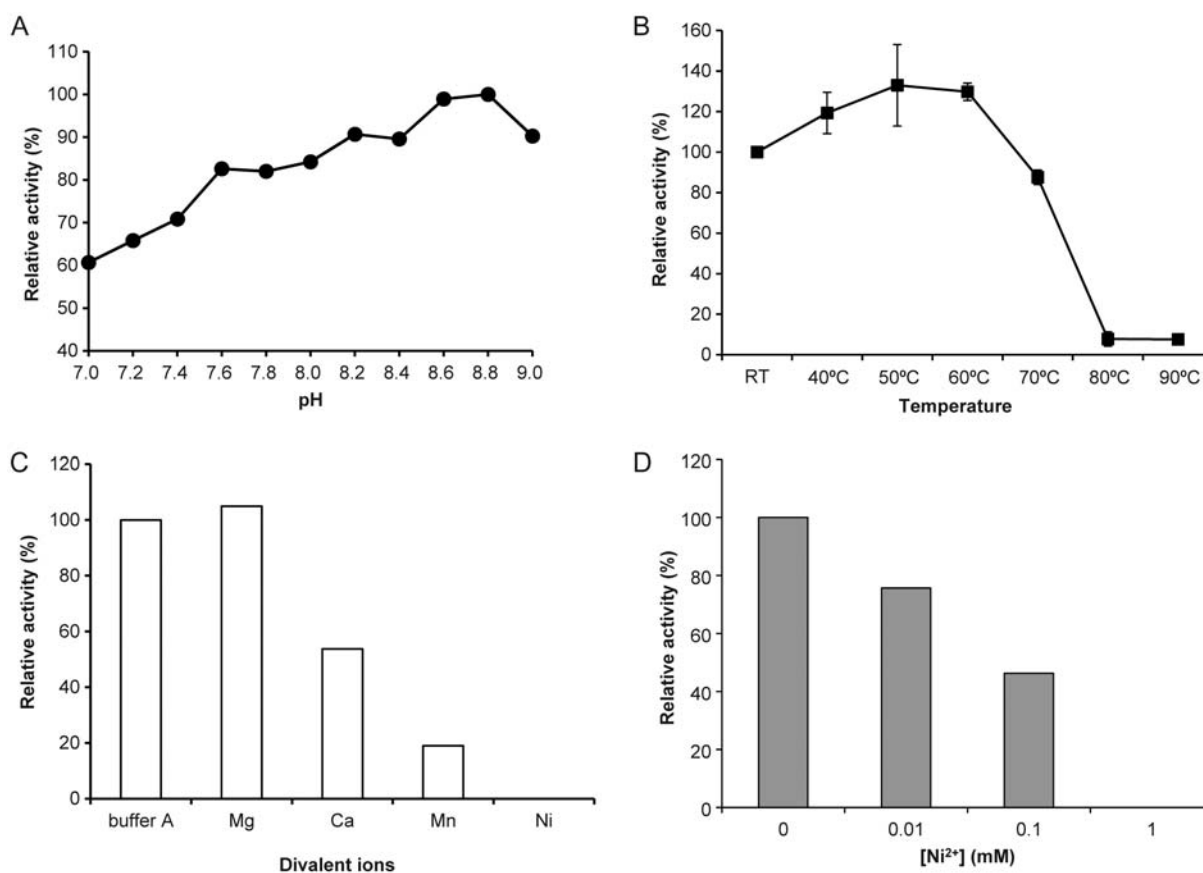 A
Relative activity (%)
110
100
90
80
70
60
50
40
7.0 7.2 7.4 7.6 7.8 8.0 8.2 8.4 8.6 8.8 9.0
pH
B
Relative activity (%)
160
140
120
100
80
60
40
20
0
RT 40ºC 50ºC 60ºC 70ºC 80ºC 90ºC
Temperature
C
Relative activity (%)
120
100
80
60
40
20
0
buffer A Mg Ca Mn Ni
Divalent ions
D
Relative activity (%)
120
100
80
60
40
20
0
0 0.01 0.1 1
[Ni²⁺] (mM)